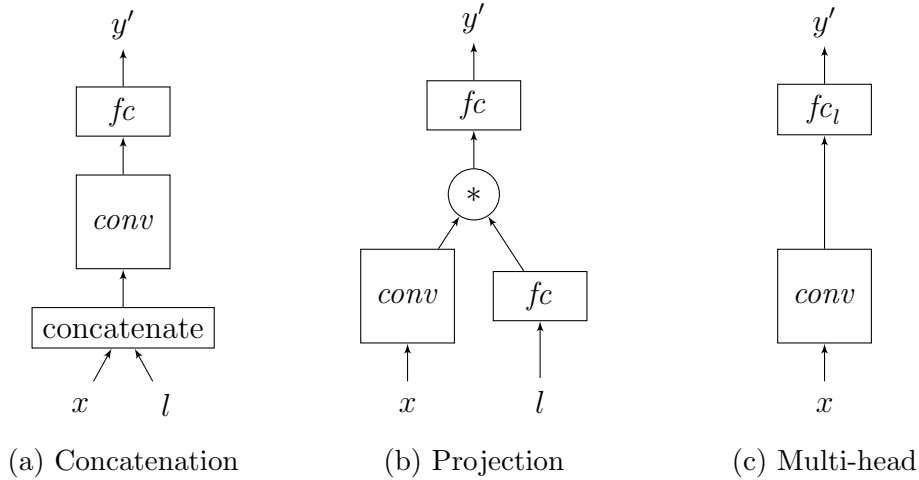 y′
fc
conv
concatenate
x l
(a) Concatenation
y′
fc
*
conv
fc
x l
(b) Projection
y′
fc_l
conv
x
(c) Multi-head